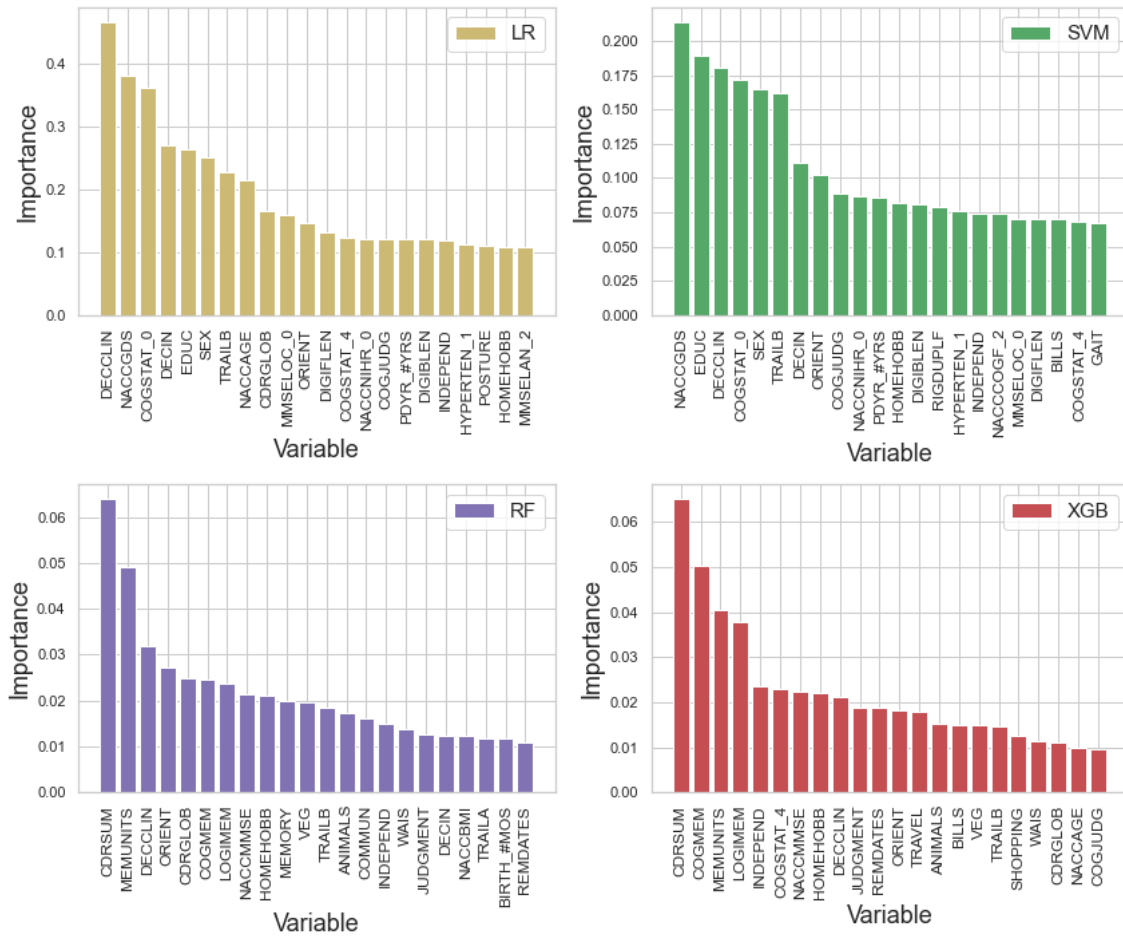 LR
Importance
0.4
0.3
0.2
0.1
0.0
DECCLIN
NACCGDS
COGSTAT_0
DECIN
EDUC
SEX
TRAILB
NACCAGE
CDRGLOB
MMSELOC_0
ORIENT
DIGIFLEN
COGSTAT_4
NACCNIHR_0
COGJUDG
PDYR_#YRS
DIGIBLEN
INDEPEND
HYPERTEN_1
POSTURE
HOMEHOBB
MMSELAN_2
Variable
SVM
Importance
0.200
0.175
0.150
0.125
0.100
0.075
0.050
0.025
0.000
NACCGDS
EDUC
DECCLIN
COGSTAT_0
SEX
TRAILB
DECIN
ORIENT
COGJUDG
NACCNIHR_0
PDYR_#YRS
HOMEHOBB
DIGIBLEN
RIGDUPLF
HYPERTEN_1
INDEPEND
NACCCOGF_2
MMSELOC_0
DIGIFLEN
BILLS
COGSTAT_4
GAIT
Variable
RF
Importance
0.06
0.05
0.04
0.03
0.02
0.01
0.00
CDRSUM
MEMUNITS
DECCLIN
ORIENT
CDRGLOB
COGMEM
LOGIMEM
NACCMMSE
HOMEHOBB
MEMORY
VEG
TRAILB
ANIMALS
COMMUN
INDEPEND
WAIS
JUDGMENT
DECIN
NACCBMI
TRAILA
BIRTH_#MOS
REMDATES
Variable
XGB
Importance
0.06
0.05
0.04
0.03
0.02
0.01
0.00
CDRSUM
COGMEM
MEMUNITS
LOGIMEM
INDEPEND
COGSTAT_4
NACCMMSE
HOMEHOBB
DECCLIN
JUDGMENT
REMDATES
ORIENT
TRAVEL
ANIMALS
BILLS
VEG
TRAILB
SHOPPING
WAIS
CDRGLOB
NACCAGE
COGJUDG
Variable